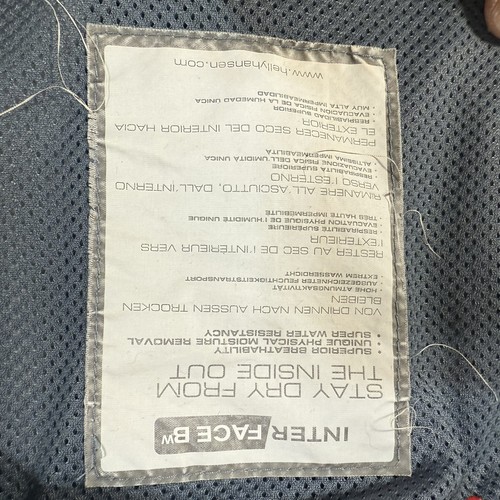 INTER FACE BW
STAY DRY FROM
THE INSIDE OUT
• SUPERIOR BREATHABILITY
• UNIQUE PHYSICAL MOISTURE REMOVAL
• SUPER WATER RESISTANCY
VON DRINNEN NACH AUSSEN TROCKEN
BLEIBEN
• HOHE ATMUNGSAKTIVITÄT
• AUSGEZEICHNETER FEUCHTIGKEITSTRANSPORT
• EXTREM WASSERDICHT
RESTER AU SEC DE l'INTÉRIEUR VERS
l'EXTÉRIEUR
• RESPIRABILITÉ SUPÉRIEURE
• EVACUATION PHYSIQUE DE l'HUMIDITÉ UNIQUE
• TRÈS HAUTE IMPERMÉABILITÉ
RIMANERE ALL'ASCIUTTO, DALL'INTERNO
VERSO l'ESTERNO
• RESPIRABILITÀ SUPERIORE
• EVACUAZIONE FISICA DELL'UMIDITÀ UNICA
• ALTISSIMA IMPERMEABILITÀ
PERMANECER SECO DEL INTERIOR HACIA
EL EXTERIOR
• RESPIRABILIDAD SUPERIOR
• EVACUACIÓN FISICA DE LA HUMEDAD UNICA
• MUY ALTA IMPERMEABILIDAD
www.hellyhansen.com